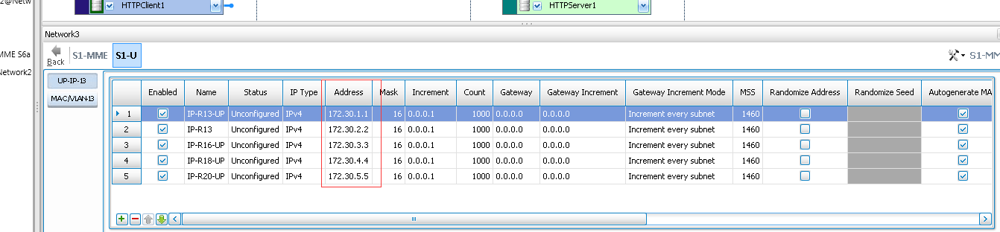 2@Netw
HTTPClient1
HTTPServer1
Network3
MME S6a
Back
S1-MME
S1-U
S1-MM
Network2
UP-IP-13
MAC/VLAN-13
Enabled Name Status IP Type Address Mask Increment Count Gateway Gateway Increment Gateway Increment Mode MSS Randomize Address Randomize Seed Autogenerate MA
1 IP-R13-UP Unconfigured IPv4 172.30.1.1 16 0.0.0.1 1000 0.0.0.0 0.0.0.0 Increment every subnet 1460
2 IP-R13 Unconfigured IPv4 172.30.2.2 16 0.0.0.1 1000 0.0.0.0 0.0.0.0 Increment every subnet 1460
3 IP-R16-UP Unconfigured IPv4 172.30.3.3 16 0.0.0.1 1000 0.0.0.0 0.0.0.0 Increment every subnet 1460
4 IP-R18-UP Unconfigured IPv4 172.30.4.4 16 0.0.0.1 1000 0.0.0.0 0.0.0.0 Increment every subnet 1460
5 IP-R20-UP Unconfigured IPv4 172.30.5.5 16 0.0.0.1 1000 0.0.0.0 0.0.0.0 Increment every subnet 1460